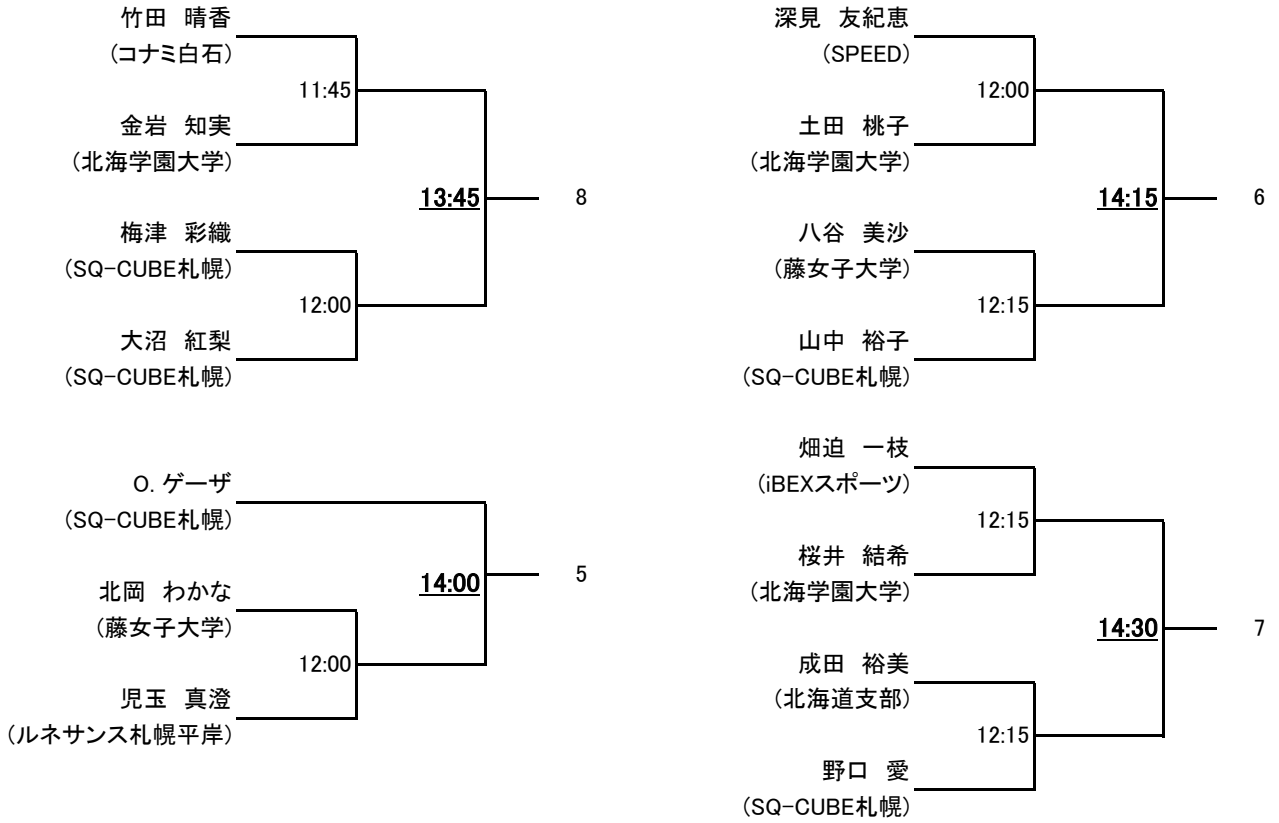 竹田　晴香
(コナミ白石)
11:45
金岩　知実
(北海学園大学)
13:45
8
梅津　彩織
(SQ-CUBE札幌)
12:00
大沼　紅梨
(SQ-CUBE札幌)
O. ゲーザ
(SQ-CUBE札幌)
14:00
5
北岡　わかな
(藤女子大学)
12:00
児玉　真澄
(ルネサンス札幌平岸)
深見　友紀恵
(SPEED)
12:00
土田　桃子
(北海学園大学)
14:15
6
八谷　美沙
(藤女子大学)
12:15
山中　裕子
(SQ-CUBE札幌)
畑迫　一枝
(iBEXスポーツ)
12:15
桜井　結希
(北海学園大学)
14:30
7
成田　裕美
(北海道支部)
12:15
野口　愛
(SQ-CUBE札幌)